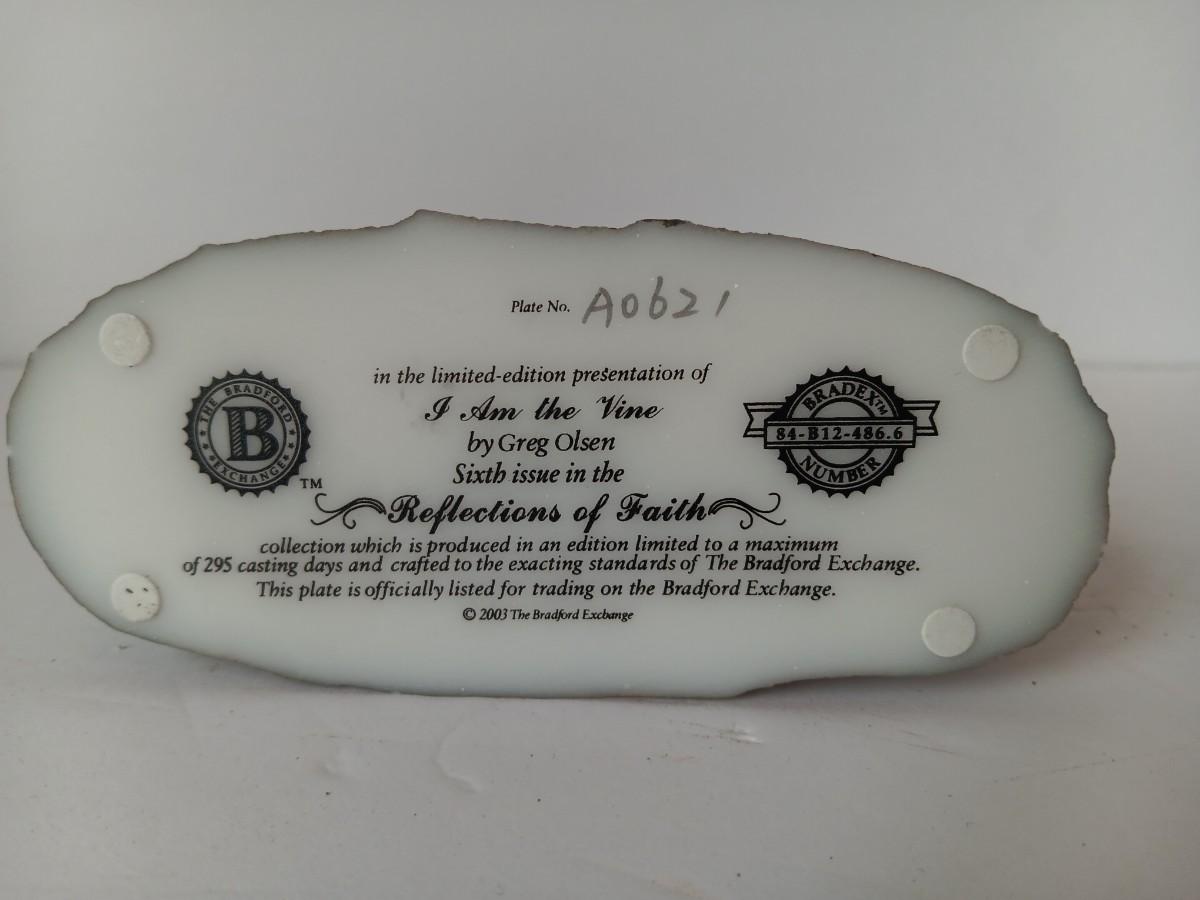 Plate No. A0621
in the limited-edition presentation of
I Am the Vine
by Greg Olsen
Sixth issue in the
Reflections of Faith
collection which is produced in an edition limited to a maximum
of 295 casting days and crafted to the exacting standards of The Bradford Exchange.
This plate is officially listed for trading on the Bradford Exchange.
© 2003 The Bradford Exchange
THE BRADFORD
B
EXCHANGE
TM
BRADEX™
84-B12-486.6
NUMBER